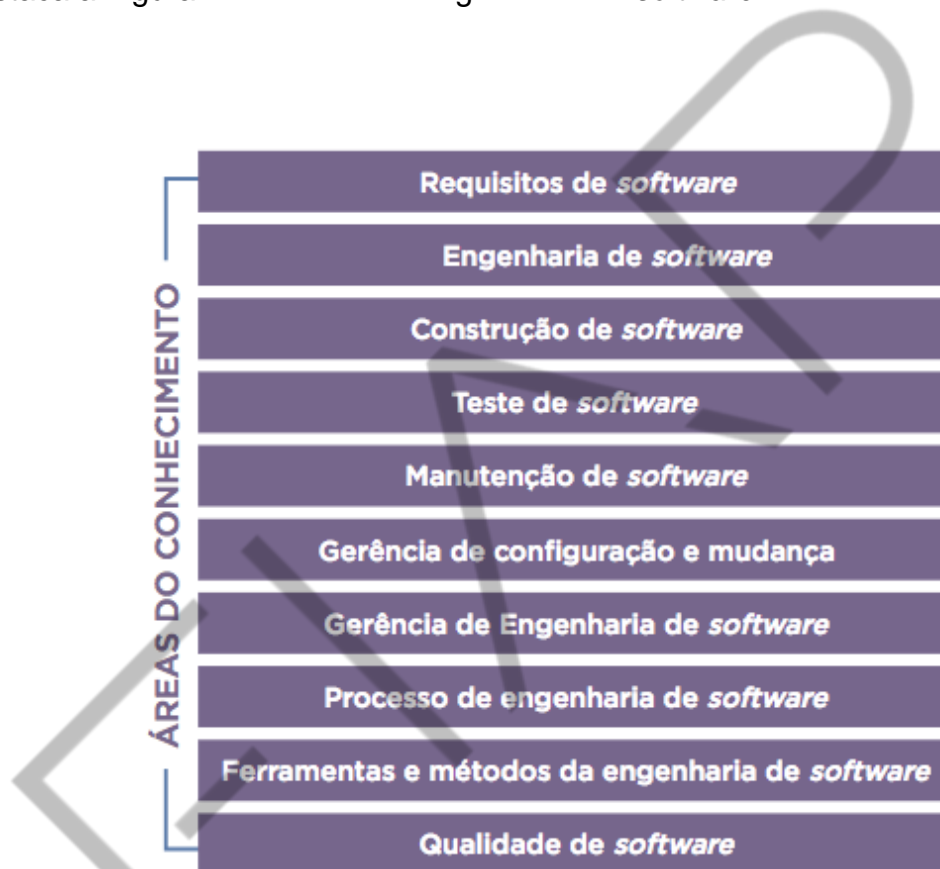 ÁREAS DO CONHECIMENTO
Requisitos de software
Engenharia de software
Construção de software
Teste de software
Manutenção de software
Gerência de configuração e mudança
Gerência de Engenharia de software
Processo de engenharia de software
Ferramentas e métodos da engenharia de software
Qualidade de software